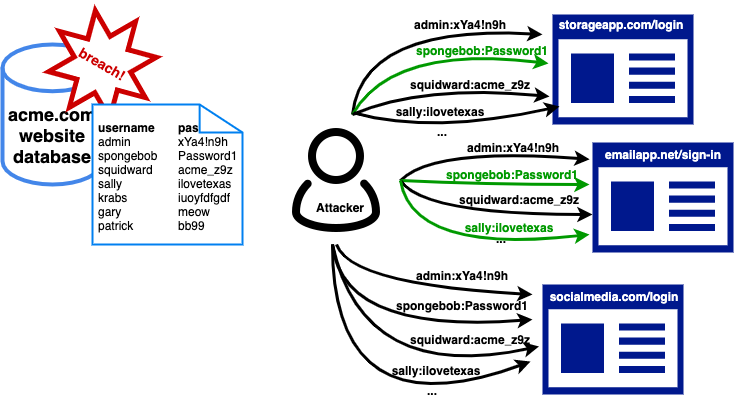 breach!
acme.com
website
database
username pas
admin xYa4!n9h
spongebob Password1
squidward acme_z9z
sally ilovetexas
krabs iuoyfdfgdf
gary meow
patrick bb99
Attacker
admin:xYa4!n9h
spongebob:Password1
squidward:acme_z9z
sally:ilovetexas
...
storageapp.com/login
admin:xYa4!n9h
spongebob:Password1
squidward:acme_z9z
sally:ilovetexas
...
emailapp.net/sign-in
admin:xYa4!n9h
spongebob:Password1
squidward:acme_z9z
sally:ilovetexas
...
socialmedia.com/login